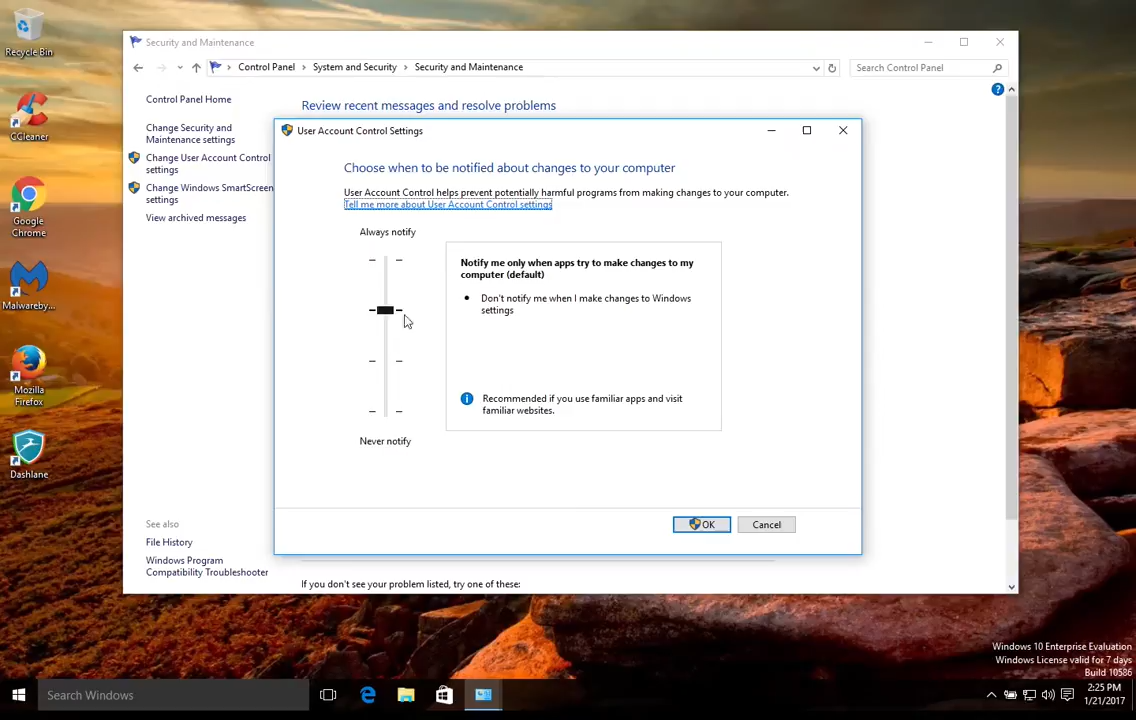 Recycle Bin
CCleaner
Google
Chrome
Malwareby...
Mozilla
Firefox
Dashlane
Security and Maintenance
Control Panel > System and Security > Security and Maintenance
Search Control Panel
Control Panel Home
Change Security and
Maintenance settings
Change User Account Control
settings
Change Windows SmartScreen
settings
View archived messages
See also
File History
Windows Program
Compatibility Troubleshooter
Review recent messages and resolve problems
User Account Control Settings
Choose when to be notified about changes to your computer
User Account Control helps prevent potentially harmful programs from making changes to your computer.
Tell me more about User Account Control settings
Always notify
Notify me only when apps try to make changes to my
computer (default)
• Don't notify me when I make changes to Windows
settings
Recommended if you use familiar apps and visit
familiar websites.
Never notify
OK
Cancel
If you don't see your problem listed, try one of these:
Windows 10 Enterprise Evaluation
Windows License valid for 7 days
Build 10586
Search Windows
2:25 PM
1/21/2017